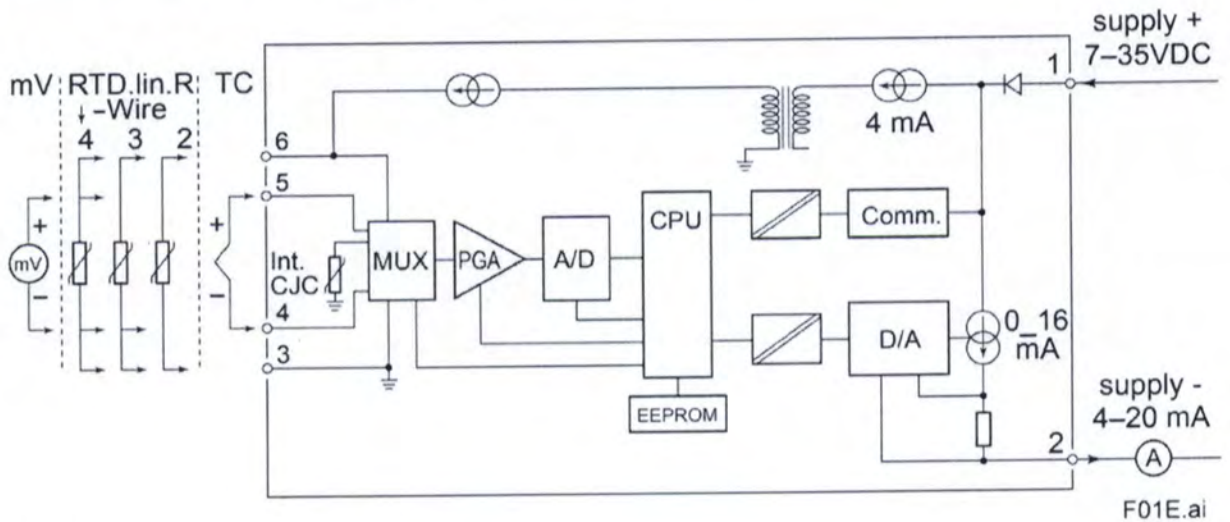 supply +
7–35VDC
1
mV RTD.lin.R TC
↓ –Wire
4 3 2
6
4 mA
5
+
+
CPU
Comm.
mV
Int.
CJC
MUX
PGA
A/D
–
–
4
0_16
mA
D/A
3
EEPROM
supply -
4–20 mA
2
A
F01E.ai